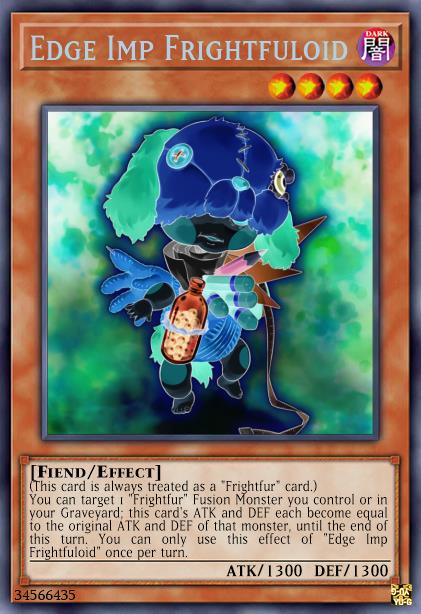 Edge Imp Frightfuloid
DARK
闇
[Fiend/Effect]
(This card is always treated as a "Frightfur" card.)
You can target 1 "Frightfur" Fusion Monster you control or in
your Graveyard; this card's ATK and DEF each become equal
to the original ATK and DEF of that monster, until the end of
this turn. You can only use this effect of "Edge Imp
Frightfuloid" once per turn.
ATK/1300 DEF/1300
34566435